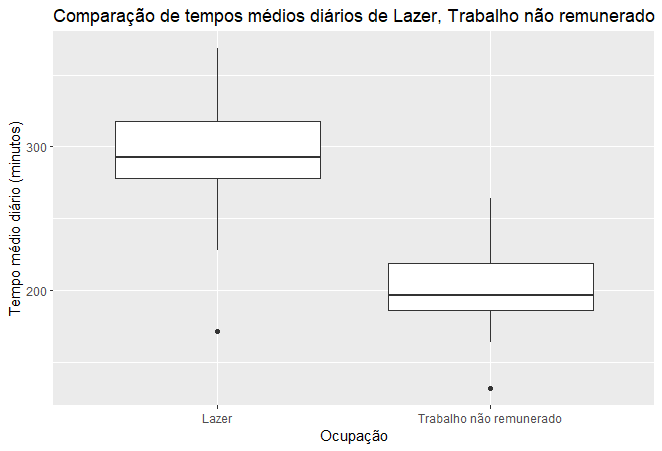 Comparação de tempos médios diários de Lazer, Trabalho não remunerado
Tempo médio diário (minutos)
300
200
Lazer
Trabalho não remunerado
Ocupação